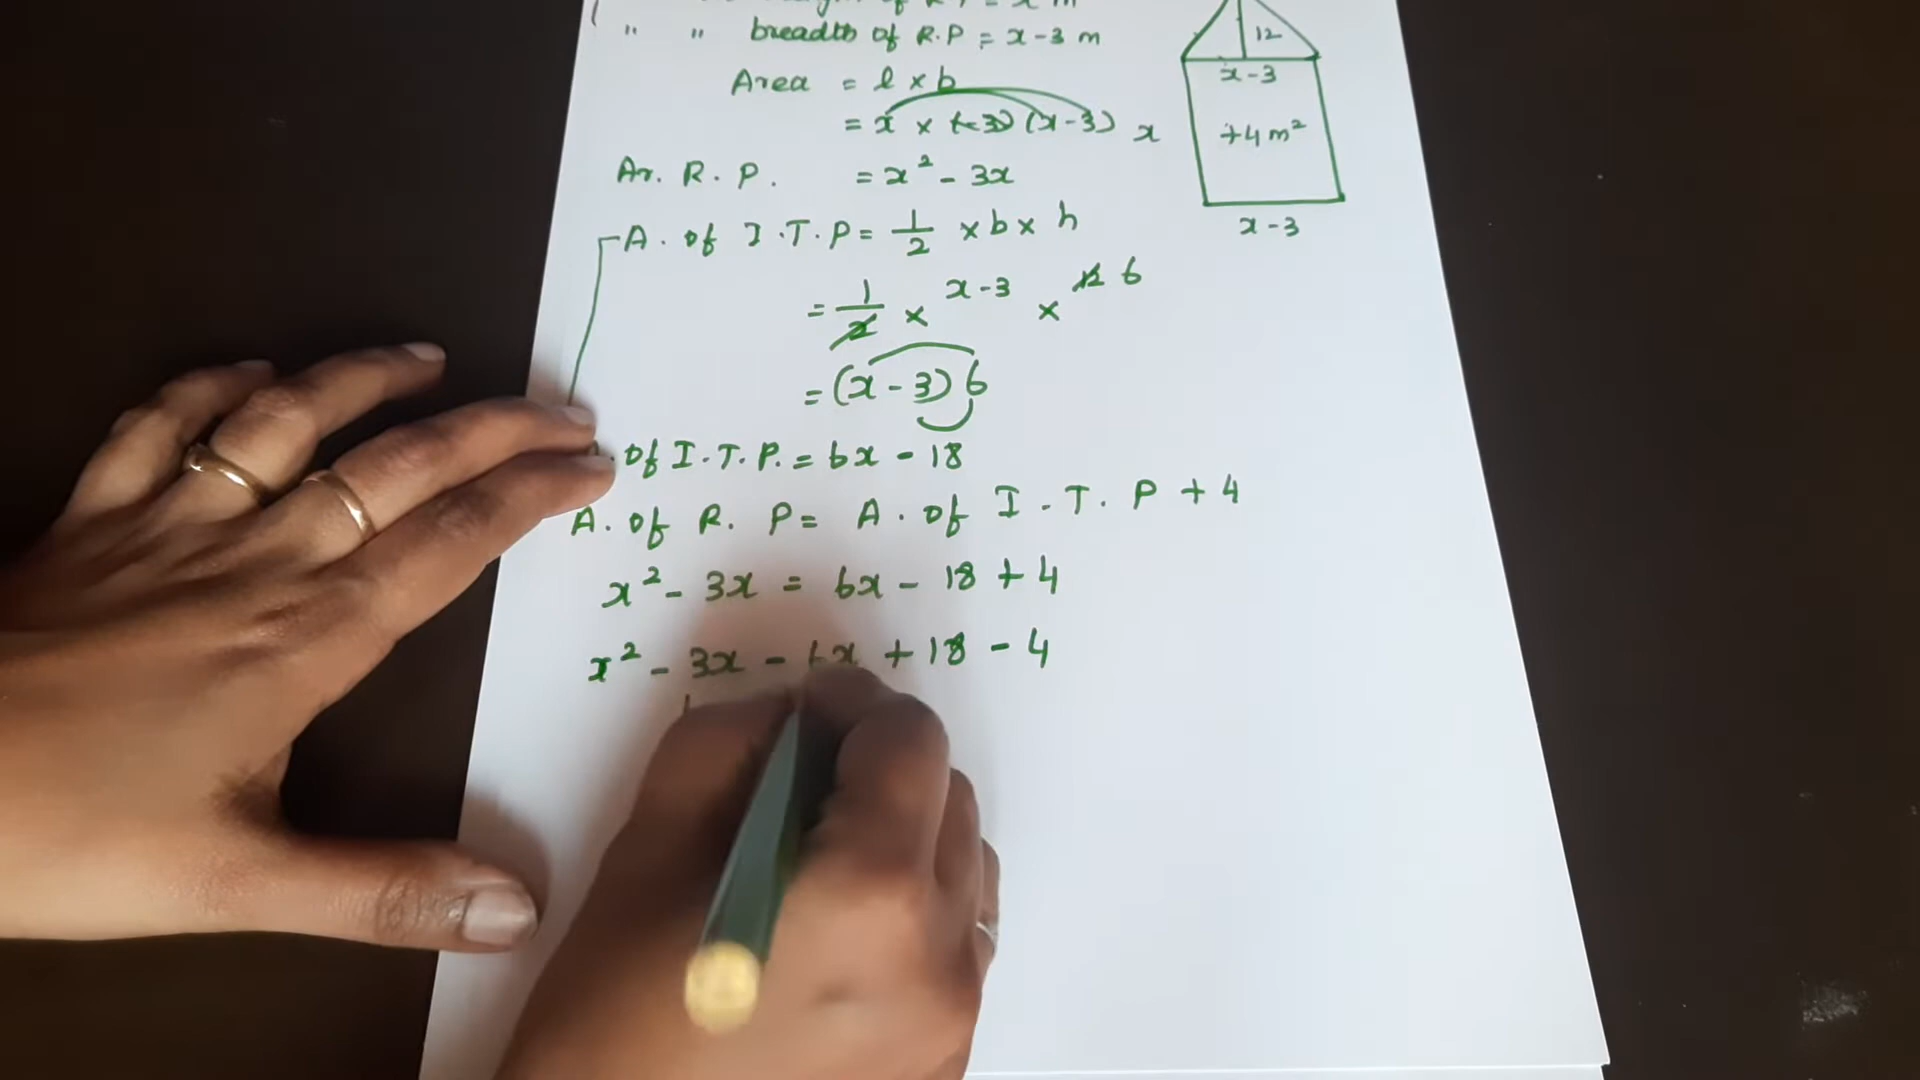 of R.P = x m
" " breadth of R.P = x - 3 m
Area = l x b
= x x (x-3) (x-3)
Ar. R. P. = x² - 3x
A. of I.T.P = 1/2 x b x h
= 1/2 x x-3 x 12 6
= (x-3) 6
A. of I.T.P. = 6x - 18
A. of R. P = A. of I.T.P + 4
x² - 3x = 6x - 18 + 4
x² - 3x - 6x + 18 - 4
12
x-3
x
+4 m²
x-3